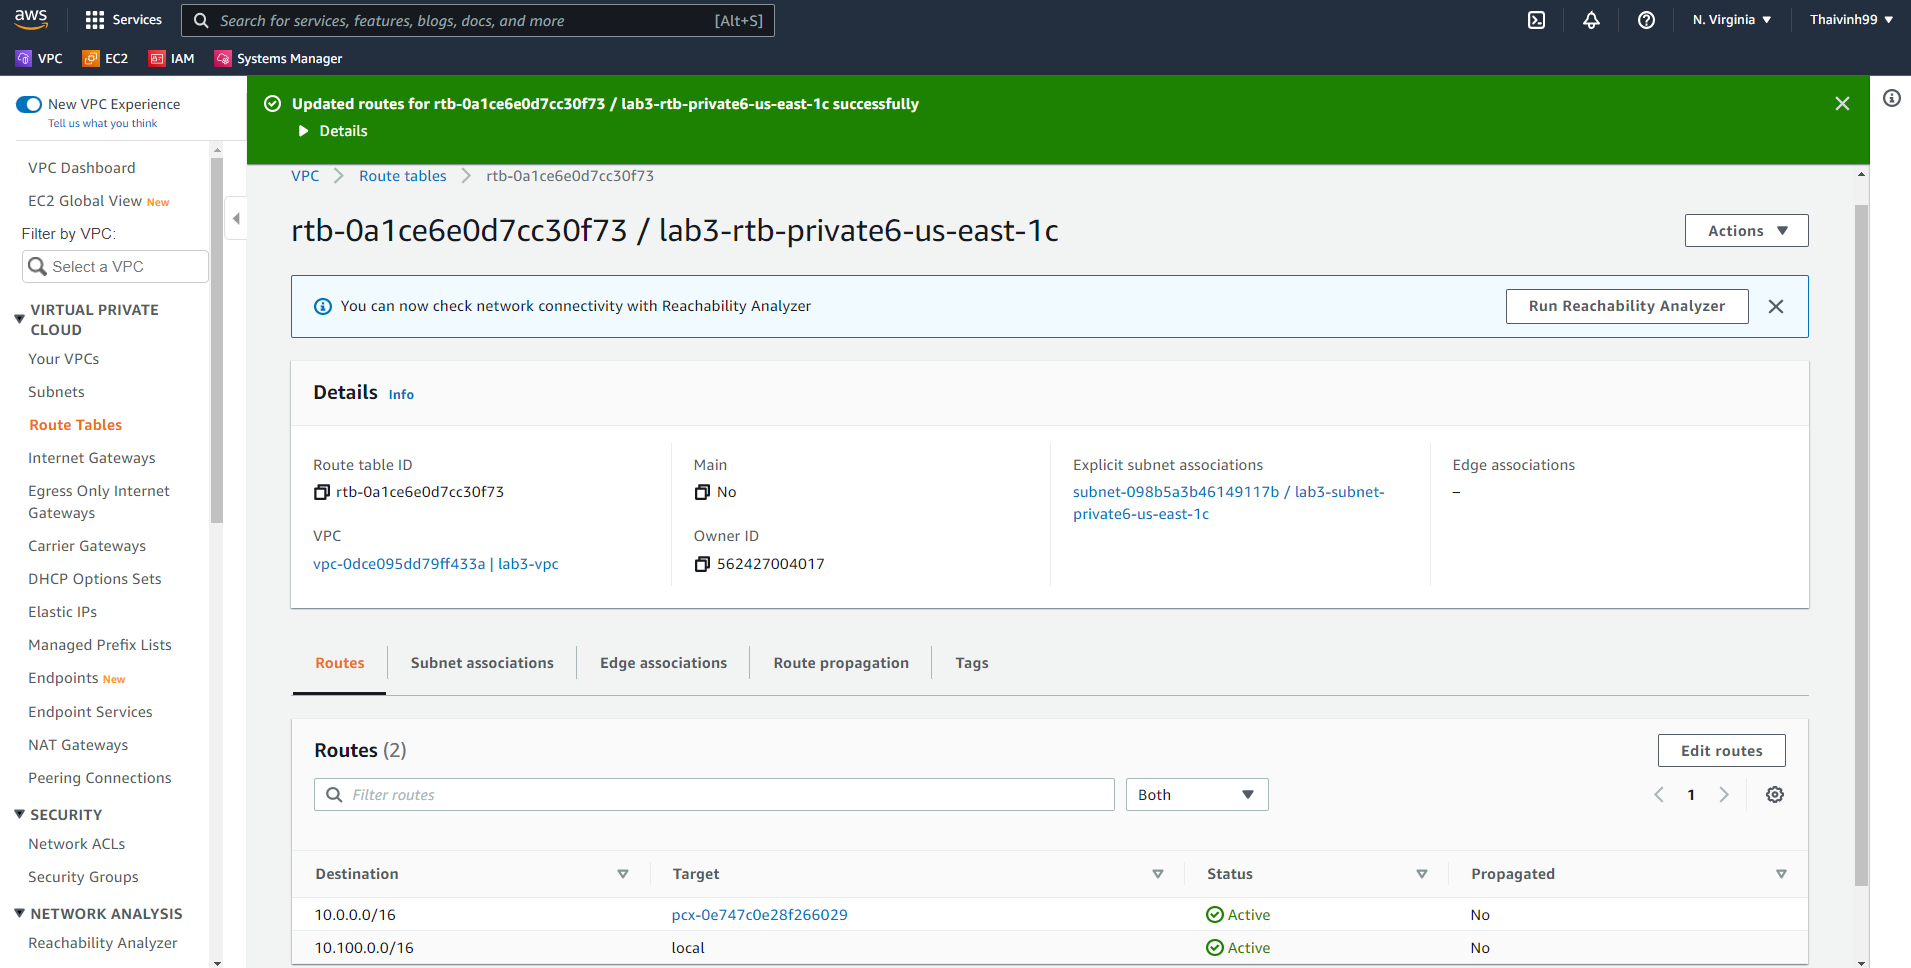 aws
Services
Search for services, features, blogs, docs, and more
[Alt+S]
N. Virginia
Thaivinh99
VPC
EC2
IAM
Systems Manager
New VPC Experience
Tell us what you think
VPC Dashboard
EC2 Global View New
Filter by VPC:
Select a VPC
VIRTUAL PRIVATE
CLOUD
Your VPCs
Subnets
Route Tables
Internet Gateways
Egress Only Internet
Gateways
Carrier Gateways
DHCP Options Sets
Elastic IPs
Managed Prefix Lists
Endpoints New
Endpoint Services
NAT Gateways
Peering Connections
SECURITY
Network ACLs
Security Groups
NETWORK ANALYSIS
Reachability Analyzer
Updated routes for rtb-0a1ce6e0d7cc30f73 / lab3-rtb-private6-us-east-1c successfully
Details
VPC
Route tables
rtb-0a1ce6e0d7cc30f73
rtb-0a1ce6e0d7cc30f73 / lab3-rtb-private6-us-east-1c
Actions
You can now check network connectivity with Reachability Analyzer
Run Reachability Analyzer
Details Info
Route table ID
rtb-0a1ce6e0d7cc30f73
Main
No
Explicit subnet associations
subnet-098b5a3b46149117b / lab3-subnet-
private6-us-east-1c
Edge associations
–
VPC
vpc-0dce095dd79ff433a | lab3-vpc
Owner ID
562427004017
Routes
Subnet associations
Edge associations
Route propagation
Tags
Routes (2)
Edit routes
Filter routes
Both
1
Destination
Target
Status
Propagated
10.0.0.0/16
pcx-0e747c0e28f266029
Active
No
10.100.0.0/16
local
Active
No